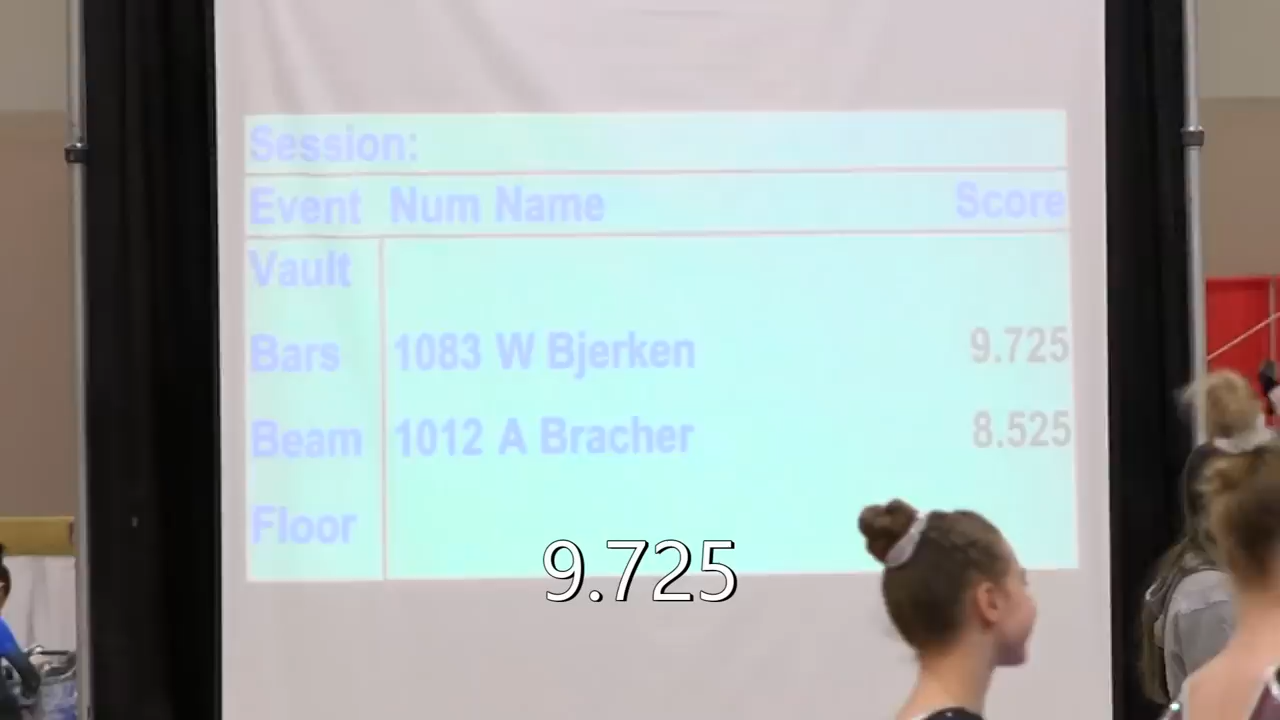 Session:
Event Num Name Score
Vault
Bars 1083 W Bjerken 9.725
Beam 1012 A Bracher 8.525
Floor
9.725